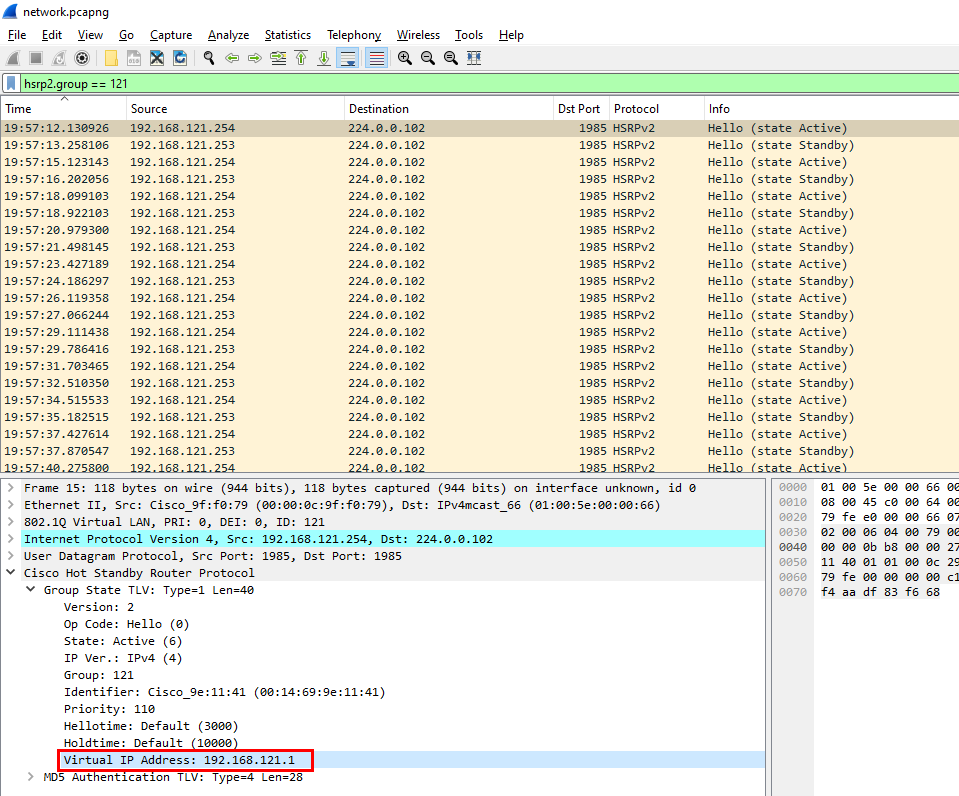 network.pcapng
File Edit View Go Capture Analyze Statistics Telephony Wireless Tools Help
hsrp2.group == 121
Time Source Destination Dst Port Protocol Info
19:57:12.130926 192.168.121.254 224.0.0.102 1985 HSRPv2 Hello (state Active)
19:57:13.258106 192.168.121.253 224.0.0.102 1985 HSRPv2 Hello (state Standby)
19:57:15.123143 192.168.121.254 224.0.0.102 1985 HSRPv2 Hello (state Active)
19:57:16.202056 192.168.121.253 224.0.0.102 1985 HSRPv2 Hello (state Standby)
19:57:18.099103 192.168.121.254 224.0.0.102 1985 HSRPv2 Hello (state Active)
19:57:18.922103 192.168.121.253 224.0.0.102 1985 HSRPv2 Hello (state Standby)
19:57:20.979300 192.168.121.254 224.0.0.102 1985 HSRPv2 Hello (state Active)
19:57:21.498145 192.168.121.253 224.0.0.102 1985 HSRPv2 Hello (state Standby)
19:57:23.427189 192.168.121.254 224.0.0.102 1985 HSRPv2 Hello (state Active)
19:57:24.186297 192.168.121.253 224.0.0.102 1985 HSRPv2 Hello (state Standby)
19:57:26.119358 192.168.121.254 224.0.0.102 1985 HSRPv2 Hello (state Active)
19:57:27.066244 192.168.121.253 224.0.0.102 1985 HSRPv2 Hello (state Standby)
19:57:29.111438 192.168.121.254 224.0.0.102 1985 HSRPv2 Hello (state Active)
19:57:29.786416 192.168.121.253 224.0.0.102 1985 HSRPv2 Hello (state Standby)
19:57:31.703465 192.168.121.254 224.0.0.102 1985 HSRPv2 Hello (state Active)
19:57:32.510350 192.168.121.253 224.0.0.102 1985 HSRPv2 Hello (state Standby)
19:57:34.515533 192.168.121.254 224.0.0.102 1985 HSRPv2 Hello (state Active)
19:57:35.182515 192.168.121.253 224.0.0.102 1985 HSRPv2 Hello (state Standby)
19:57:37.427614 192.168.121.254 224.0.0.102 1985 HSRPv2 Hello (state Active)
19:57:37.870547 192.168.121.253 224.0.0.102 1985 HSRPv2 Hello (state Standby)
19:57:40.275800 192.168.121.254 224.0.0.102 1985 HSRPv2 Hello (state Active)
Frame 15: 118 bytes on wire (944 bits), 118 bytes captured (944 bits) on interface unknown, id 0
Ethernet II, Src: Cisco_9f:f0:79 (00:00:0c:9f:f0:79), Dst: IPv4mcast_66 (01:00:5e:00:00:66)
802.1Q Virtual LAN, PRI: 0, DEI: 0, ID: 121
Internet Protocol Version 4, Src: 192.168.121.254, Dst: 224.0.0.102
User Datagram Protocol, Src Port: 1985, Dst Port: 1985
Cisco Hot Standby Router Protocol
Group State TLV: Type=1 Len=40
Version: 2
Op Code: Hello (0)
State: Active (6)
IP Ver.: IPv4 (4)
Group: 121
Identifier: Cisco_9e:11:41 (00:14:69:9e:11:41)
Priority: 110
Hellotime: Default (3000)
Holdtime: Default (10000)
Virtual IP Address: 192.168.121.1
MD5 Authentication TLV: Type=4 Len=28
0000 01 00 5e 00 00 66 00
0010 08 00 45 c0 00 64 00
0020 79 fe e0 00 00 66 07
0030 02 00 06 04 00 79 00
0040 00 00 0b b8 00 00 27
0050 11 40 01 01 00 0c 29
0060 79 fe 00 00 00 00 c1
0070 f4 aa df 83 f6 68